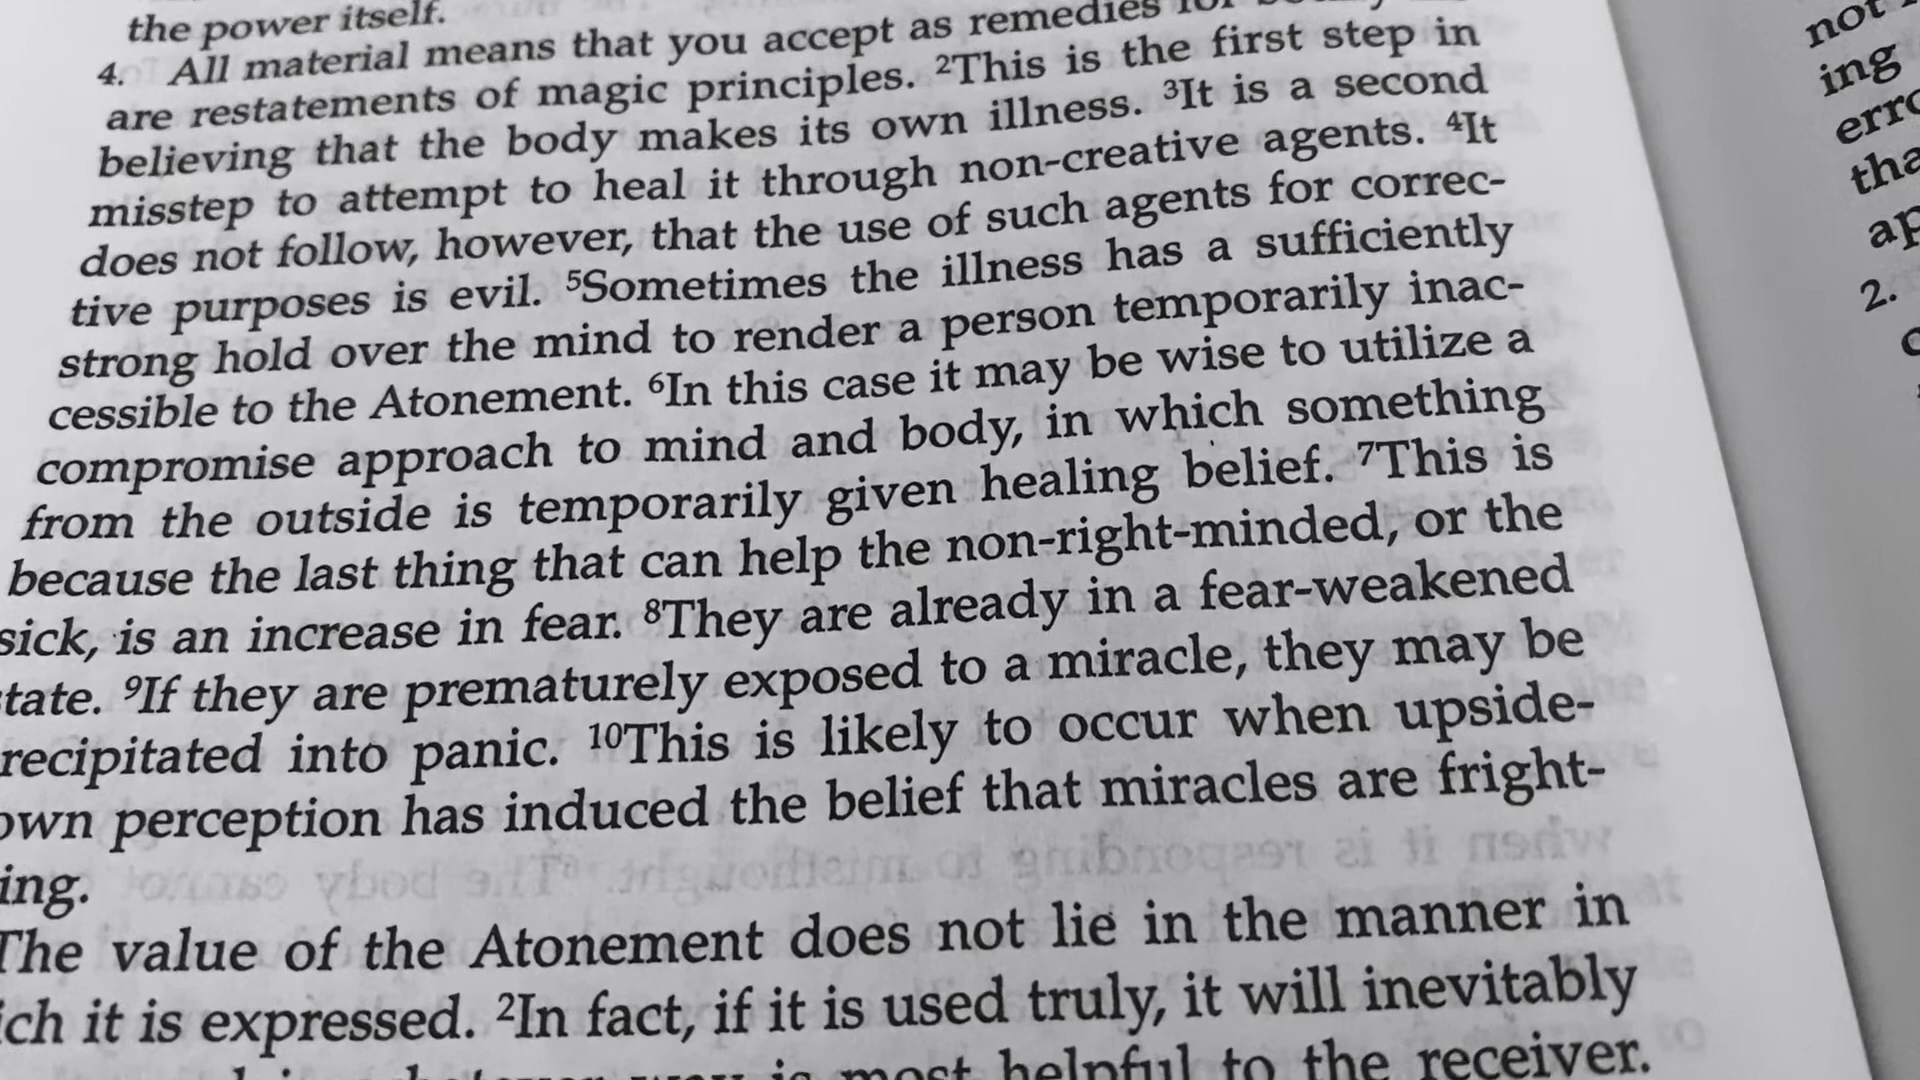 the power itself.
4. All material means that you accept as remedies
are restatements of magic principles. ²This is the first step in
believing that the body makes its own illness. ³It is a second
misstep to attempt to heal it through non-creative agents. ⁴It
does not follow, however, that the use of such agents for correc-
tive purposes is evil. ⁵Sometimes the illness has a sufficiently
strong hold over the mind to render a person temporarily inac-
cessible to the Atonement. ⁶In this case it may be wise to utilize a
compromise approach to mind and body, in which something
from the outside is temporarily given healing belief. ⁷This is
because the last thing that can help the non-right-minded, or the
sick, is an increase in fear. ⁸They are already in a fear-weakened
tate. ⁹If they are prematurely exposed to a miracle, they may be
recipitated into panic. ¹⁰This is likely to occur when upside-
own perception has induced the belief that miracles are fright-
ing.
The value of the Atonement does not lie in the manner in
ich it is expressed. ²In fact, if it is used truly, it will inevitably
way is most helpful to the receiver.
not
ing
erro
tha
ap
2.